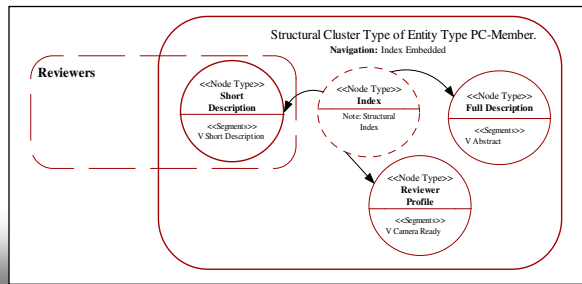 Structural Cluster Type of Entity Type PC-Member.
Navigation: Index Embedded
Reviewers
<<Node Type>>
Short
Description
<<Segments>>
V Short Description
<<Node Type>>
Index
Note: Structural
Index
<<Node Type>>
Full Description
<<Segments>>
V Abstract
<<Node Type>>
Reviewer
Profile
<<Segments>>
V Camera Ready